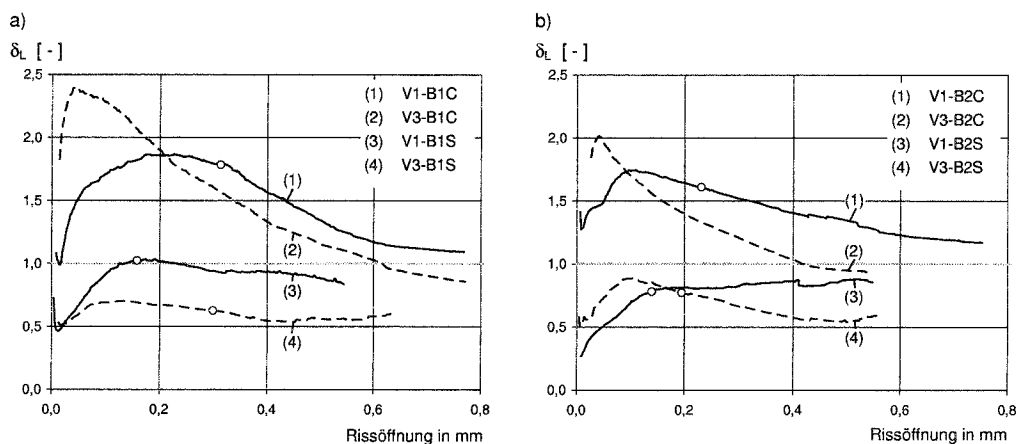 a)
δL [ - ]
2,5
2,0
1,5
1,0
0,5
0,0
0,0 0,2 0,4 0,6 0,8
Rissöffnung in mm
(1) V1-B1C
(2) V3-B1C
(3) V1-B1S
(4) V3-B1S
(1)
(2)
(3)
(4)
b)
δL [ - ]
2,5
2,0
1,5
1,0
0,5
0,0
0,0 0,2 0,4 0,6 0,8
Rissöffnung in mm
(1) V1-B2C
(2) V3-B2C
(3) V1-B2S
(4) V3-B2S
(1)
(2)
(3)
(4)